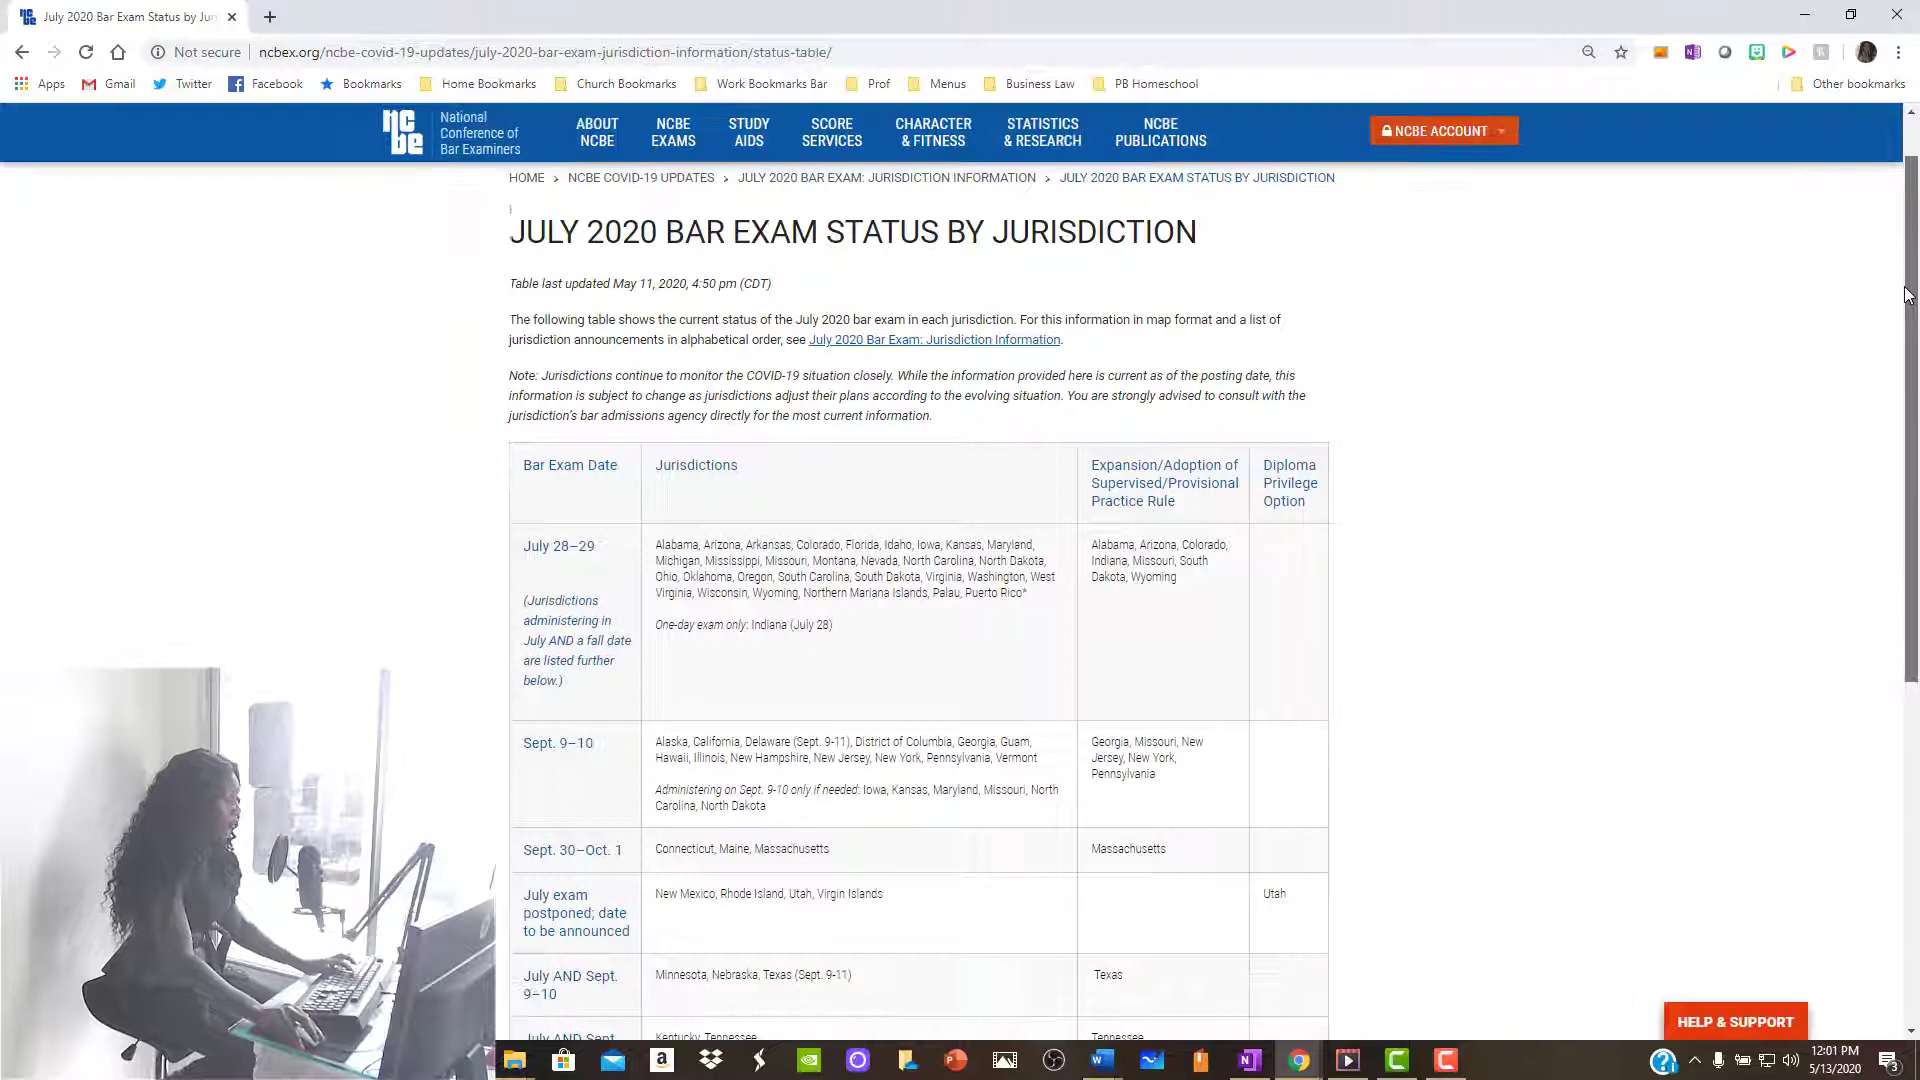 July 2020 Bar Exam Status by Jur
Not secure
ncbex.org/ncbe-covid-19-updates/july-2020-bar-exam-jurisdiction-information/status-table/
Apps Gmail Twitter Facebook Bookmarks Home Bookmarks Church Bookmarks Work Bookmarks Bar Prof Menus Business Law PB Homeschool Other bookmarks
ncbe
National
Conference of
Bar Examiners
ABOUT
NCBE
NCBE
EXAMS
STUDY
AIDS
SCORE
SERVICES
CHARACTER
& FITNESS
STATISTICS
& RESEARCH
NCBE
PUBLICATIONS
NCBE ACCOUNT
HOME > NCBE COVID-19 UPDATES > JULY 2020 BAR EXAM: JURISDICTION INFORMATION > JULY 2020 BAR EXAM STATUS BY JURISDICTION
JULY 2020 BAR EXAM STATUS BY JURISDICTION
Table last updated May 11, 2020, 4:50 pm (CDT)
The following table shows the current status of the July 2020 bar exam in each jurisdiction. For this information in map format and a list of
jurisdiction announcements in alphabetical order, see July 2020 Bar Exam: Jurisdiction Information.
Note: Jurisdictions continue to monitor the COVID-19 situation closely. While the information provided here is current as of the posting date, this
information is subject to change as jurisdictions adjust their plans according to the evolving situation. You are strongly advised to consult with the
jurisdiction's bar admissions agency directly for the most current information.
Bar Exam Date
Jurisdictions
Expansion/Adoption of
Supervised/Provisional
Practice Rule
Diploma
Privilege
Option
July 28–29
(Jurisdictions
administering in
July AND a fall date
are listed further
below.)
Alabama, Arizona, Arkansas, Colorado, Florida, Idaho, Iowa, Kansas, Maryland,
Michigan, Mississippi, Missouri, Montana, Nevada, North Carolina, North Dakota,
Ohio, Oklahoma, Oregon, South Carolina, South Dakota, Virginia, Washington, West
Virginia, Wisconsin, Wyoming, Northern Mariana Islands, Palau, Puerto Rico*
One-day exam only: Indiana (July 28)
Alabama, Arizona, Colorado,
Indiana, Missouri, South
Dakota, Wyoming
Sept. 9–10
Alaska, California, Delaware (Sept. 9-11), District of Columbia, Georgia, Guam,
Hawaii, Illinois, New Hampshire, New Jersey, New York, Pennsylvania, Vermont
Administering on Sept. 9-10 only if needed: Iowa, Kansas, Maryland, Missouri, North
Carolina, North Dakota
Georgia, Missouri, New
Jersey, New York,
Pennsylvania
Sept. 30–Oct. 1
Connecticut, Maine, Massachusetts
Massachusetts
July exam
postponed; date
to be announced
New Mexico, Rhode Island, Utah, Virgin Islands
Utah
July AND Sept.
9–10
Minnesota, Nebraska, Texas (Sept. 9-11)
Texas
July AND Sept.
Kentucky, Tennessee
Tennessee
HELP & SUPPORT
12:01 PM
5/13/2020
3